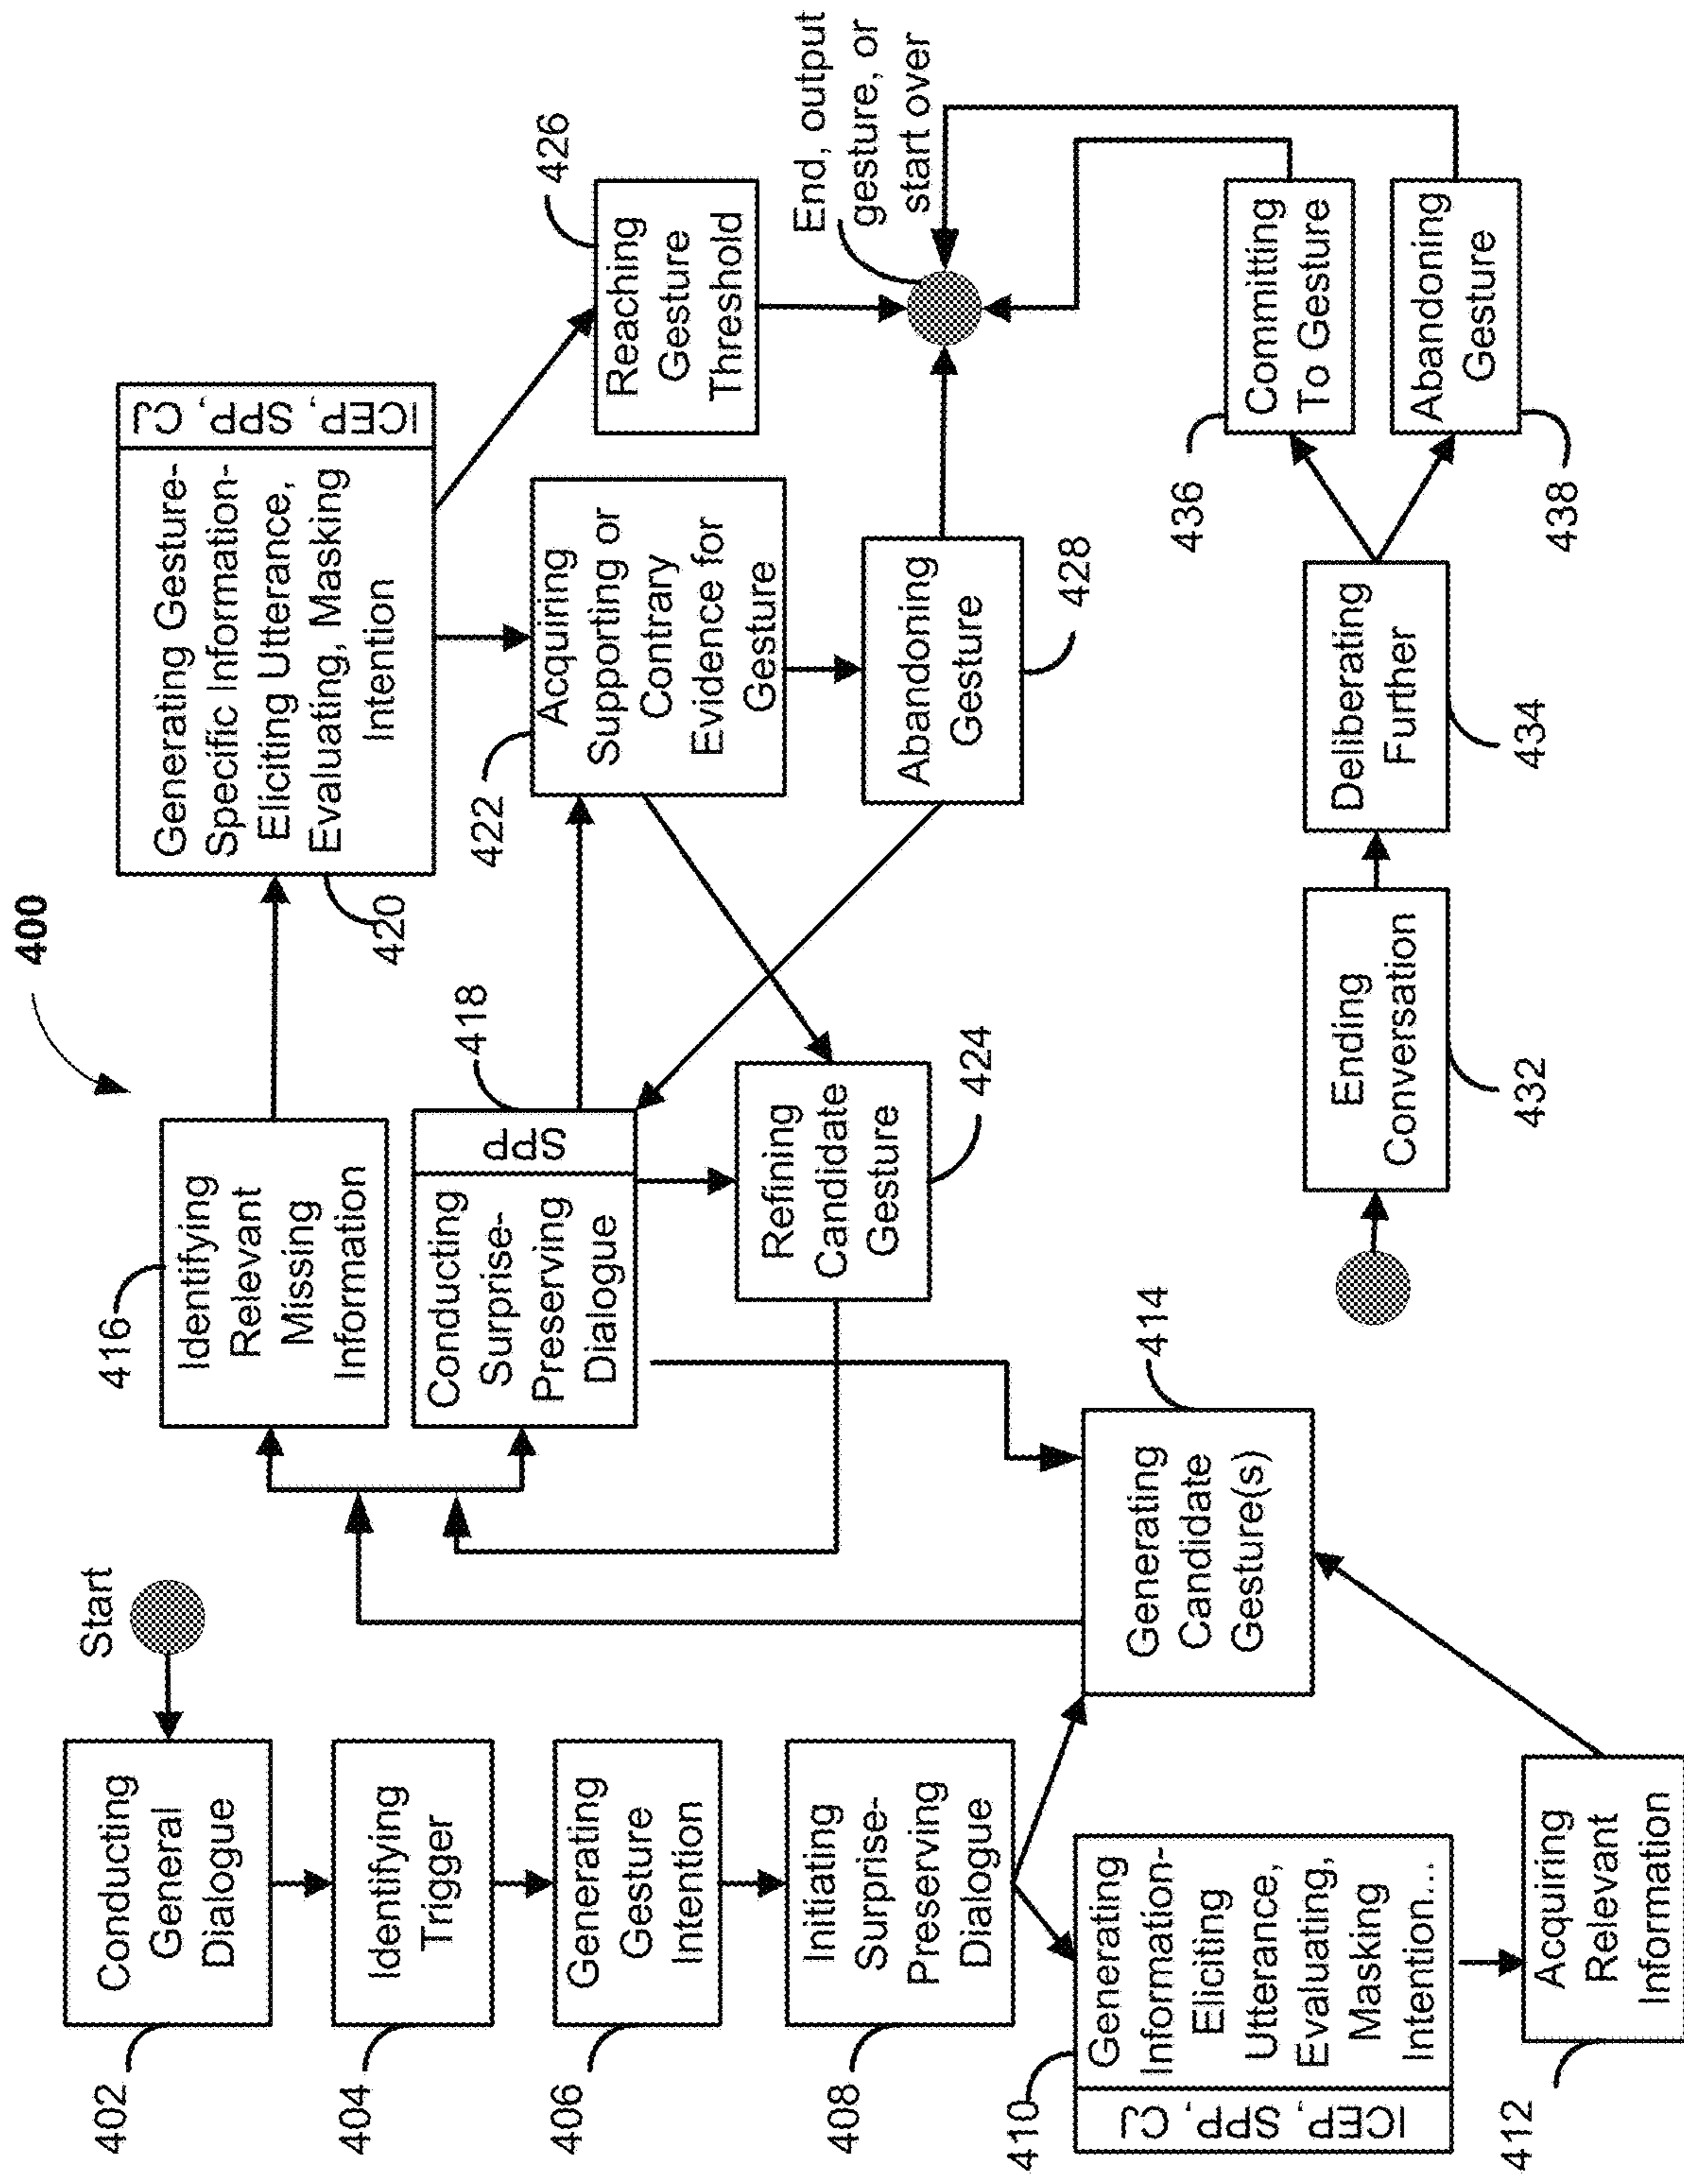 400
Start
402
Conducting
General
Dialogue
404
Identifying
Trigger
406
Generating
Gesture
Intention
408
Initiating
Surprise-
Preserving
Dialogue
410
ICEP, SPP, CJ
Generating
Information-
Eliciting
Utterance,
Evaluating,
Masking
Intention...
412
Acquiring
Relevant
Information
414
Generating
Candidate
Gesture(s)
416
Identifying
Relevant
Missing
Information
418
Conducting
Surprise-
Preserving
Dialogue
SPP
420
Generating Gesture-
Specific Information-
Eliciting Utterance,
Evaluating, Masking
Intention
ICEP, SPP, CJ
422
Acquiring
Supporting or
Contrary
Evidence for
Gesture
424
Refining
Candidate
Gesture
426
Reaching
Gesture
Threshold
428
Abandoning
Gesture
End, output
gesture, or
start over
432
Ending
Conversation
434
Deliberating
Further
436
Committing
To Gesture
438
Abandoning
Gesture